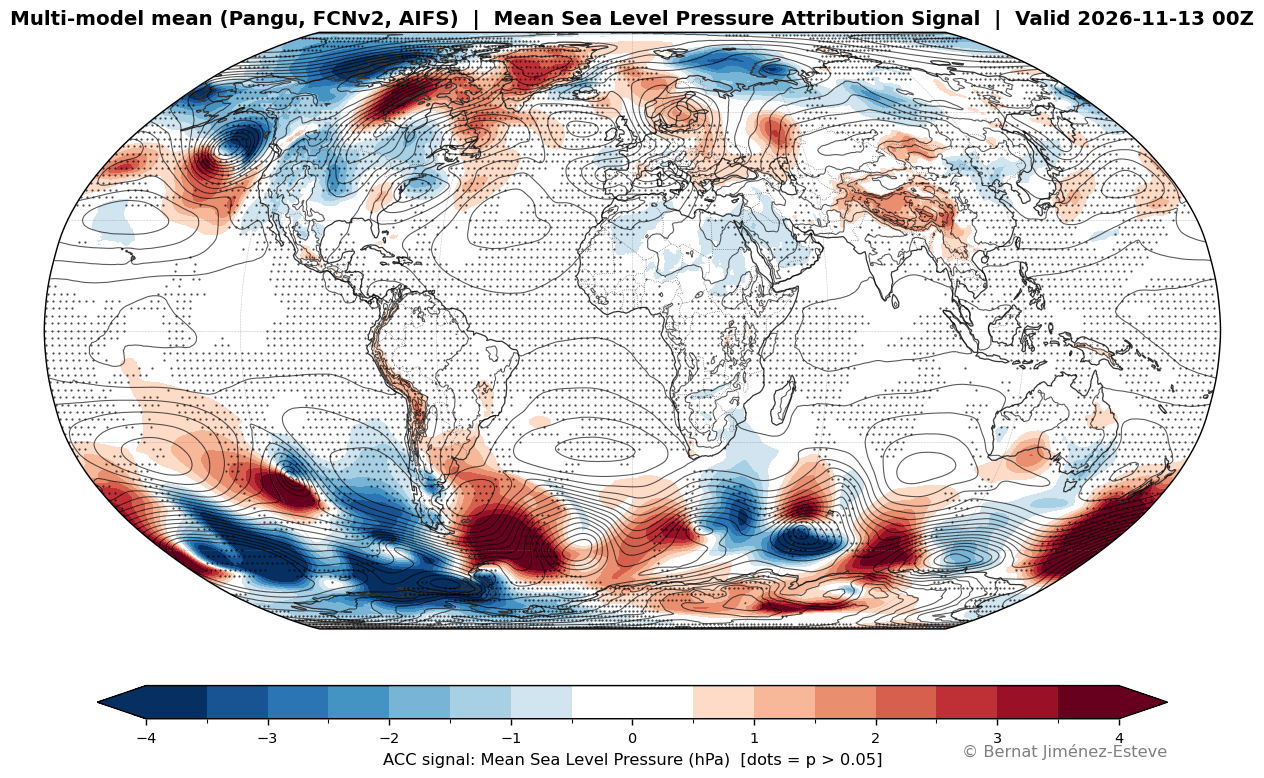 Multi-model mean (Pangu, FCNv2, AIFS)  |  Mean Sea Level Pressure Attribution Signal  |  Valid 2026-11-13 00Z
−4 −3 −2 −1 0 1 2 3 4
ACC signal: Mean Sea Level Pressure (hPa)  [dots = p > 0.05]
© Bernat Jiménez-Esteve